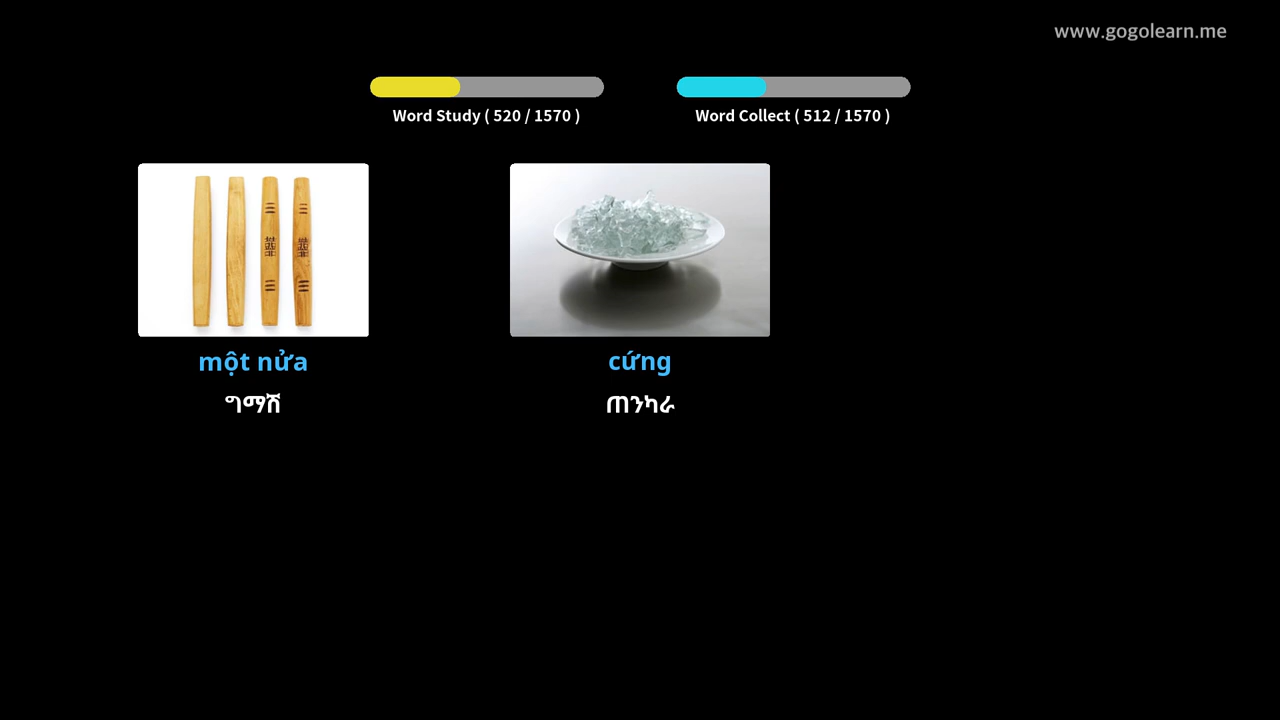 www.gogolearn.me
Word Study ( 520 / 1570 )
Word Collect ( 512 / 1570 )
một nửa
cứng
ግማሽ
ጠንካራ